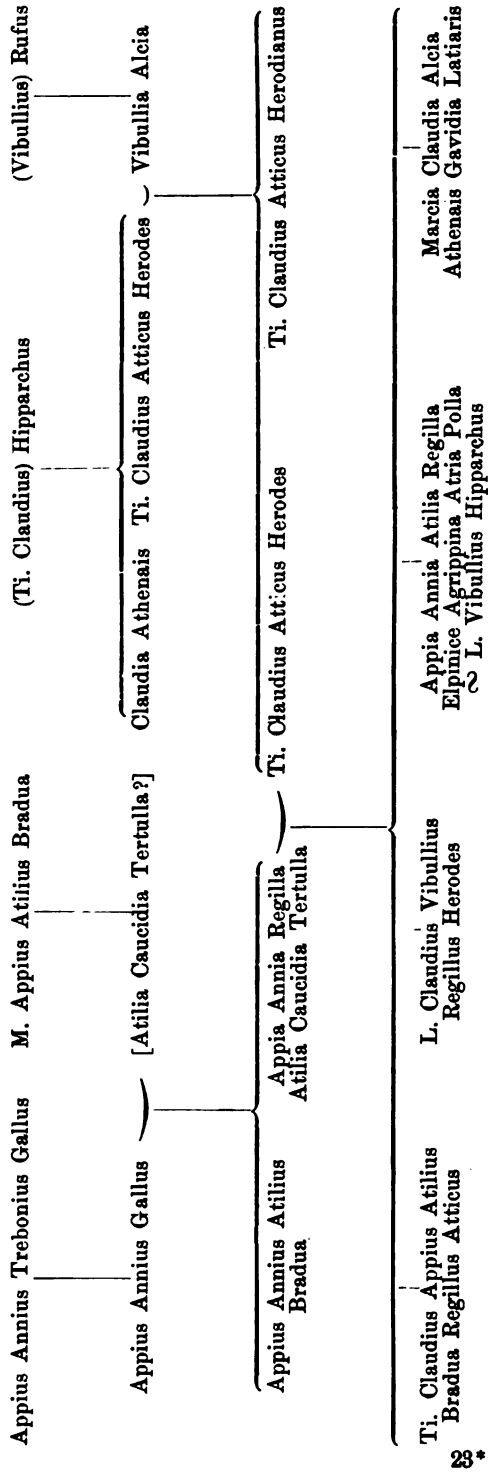 Appius Annius Trebonius Gallus
M. Appius Atilius Bradua
(Ti. Claudius) Hipparchus
(Vibullius) Rufus
Appius Annius Gallus
[Atilia Caucidia Tertulla?]
Claudia Athenais
Ti. Claudius Atticus Herodes
Vibullia Alcia
Appius Annius Atilius
Bradua
Appia Annia Regilla
Atilia Caucidia Tertulla
Ti. Claudius Atticus Herodes
Ti. Claudius Atticus Herodianus
Ti. Claudius Appius Atilius
Bradua Regillus Atticus
L. Claudius Vibullius
Regillus Herodes
Appia Annia Atilia Regilla
Elpinice Agrippina Atria Polla
L. Vibullius Hipparchus
Marcia Claudia Alcia
Athenais Gavidia Latiaris
23*